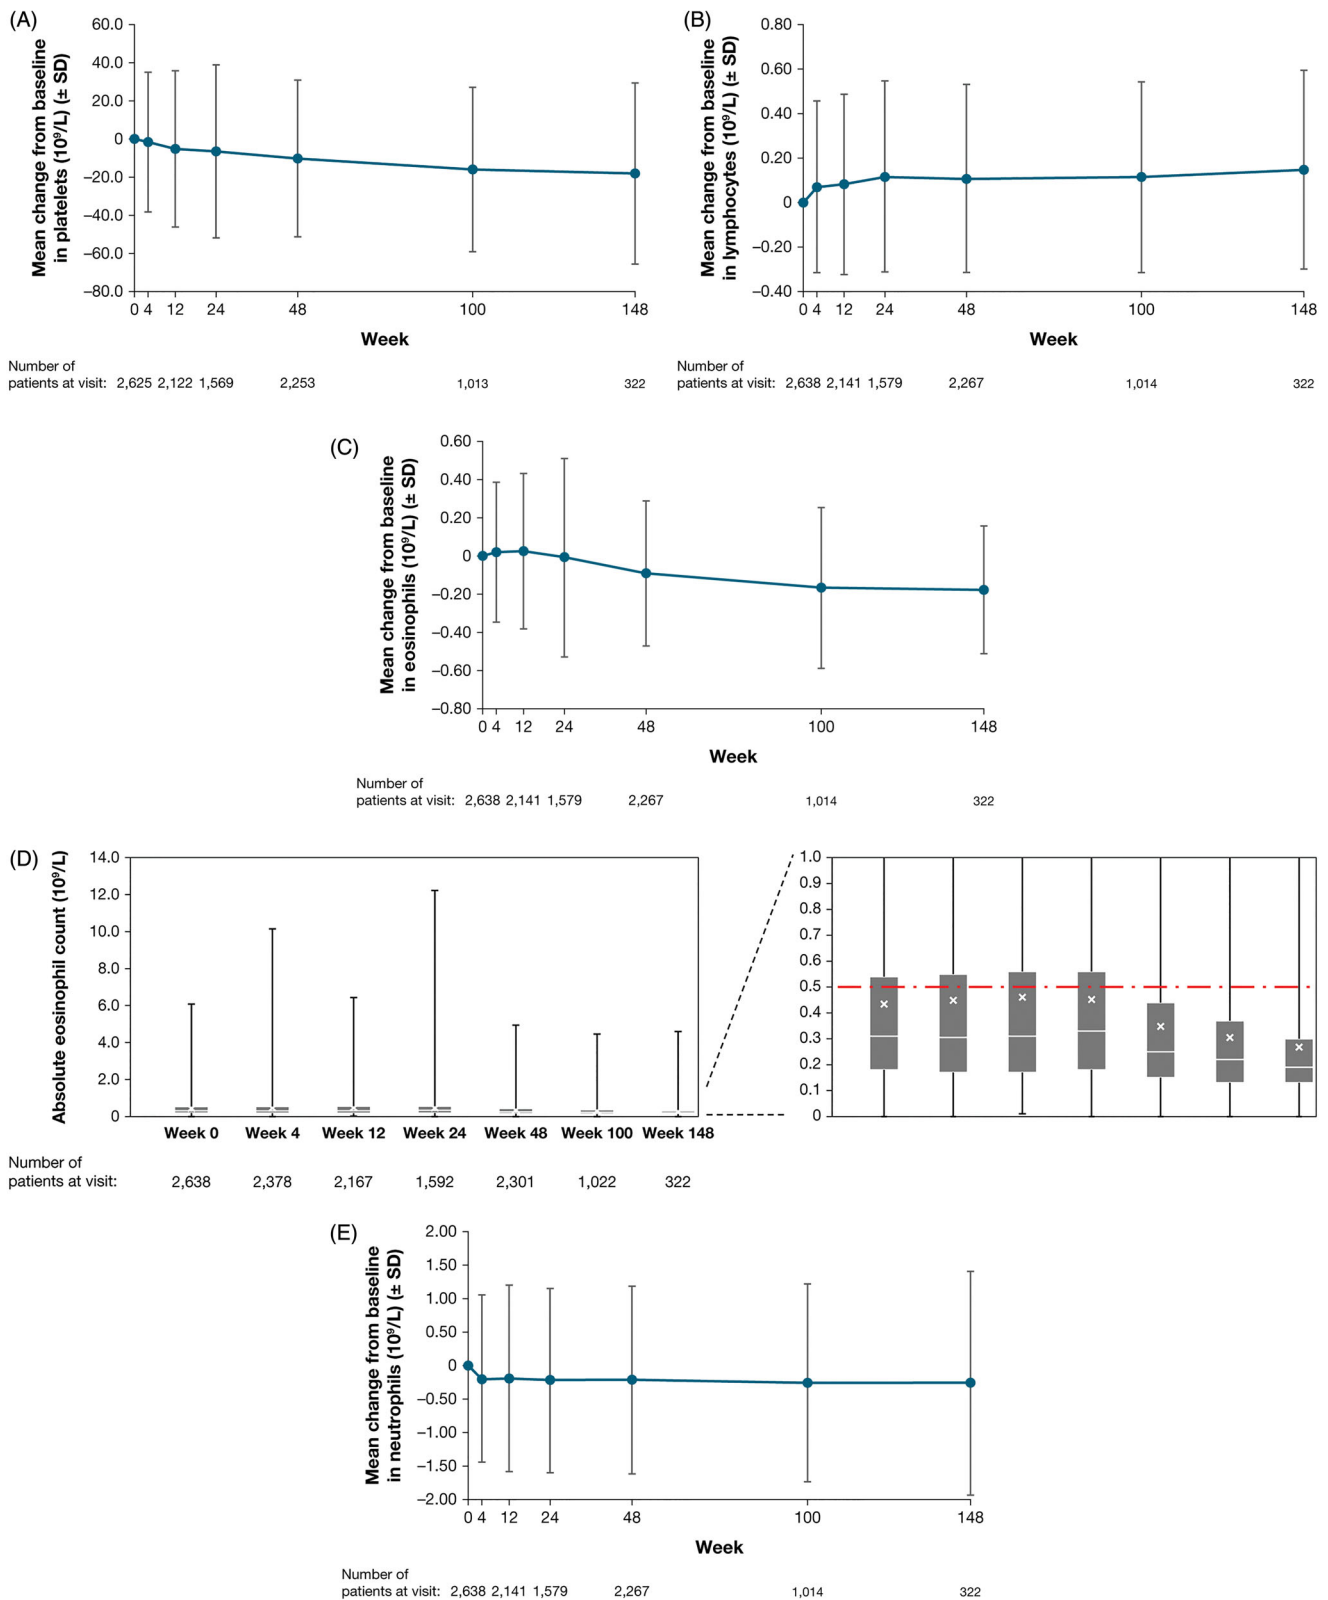 (A)
Mean change from baseline
in platelets (10⁹/L) (± SD)
60.0
40.0
20.0
0
–20.0
–40.0
–60.0
–80.0
0 4 12 24 48 100 148
Week
Number of
patients at visit: 2,625 2,122 1,569 2,253 1,013 322
(B)
Mean change from baseline
in lymphocytes (10⁹/L) (± SD)
0.80
0.60
0.40
0.20
0
–0.20
–0.40
0 4 12 24 48 100 148
Week
Number of
patients at visit: 2,638 2,141 1,579 2,267 1,014 322
(C)
Mean change from baseline
in eosinophils (10⁹/L) (± SD)
0.60
0.40
0.20
0
–0.20
–0.40
–0.60
–0.80
0 4 12 24 48 100 148
Week
Number of
patients at visit: 2,638 2,141 1,579 2,267 1,014 322
(D)
Absolute eosinophil count (10⁹/L)
14.0
12.0
10.0
8.0
6.0
4.0
2.0
0
Week 0 Week 4 Week 12 Week 24 Week 48 Week 100 Week 148
Number of
patients at visit: 2,638 2,378 2,167 1,592 2,301 1,022 322
1.0
0.9
0.8
0.7
0.6
0.5
0.4
0.3
0.2
0.1
0
(E)
Mean change from baseline
in neutrophils (10⁹/L) (± SD)
2.00
1.50
1.00
0.50
0
–0.50
–1.00
–1.50
–2.00
0 4 12 24 48 100 148
Week
Number of
patients at visit: 2,638 2,141 1,579 2,267 1,014 322